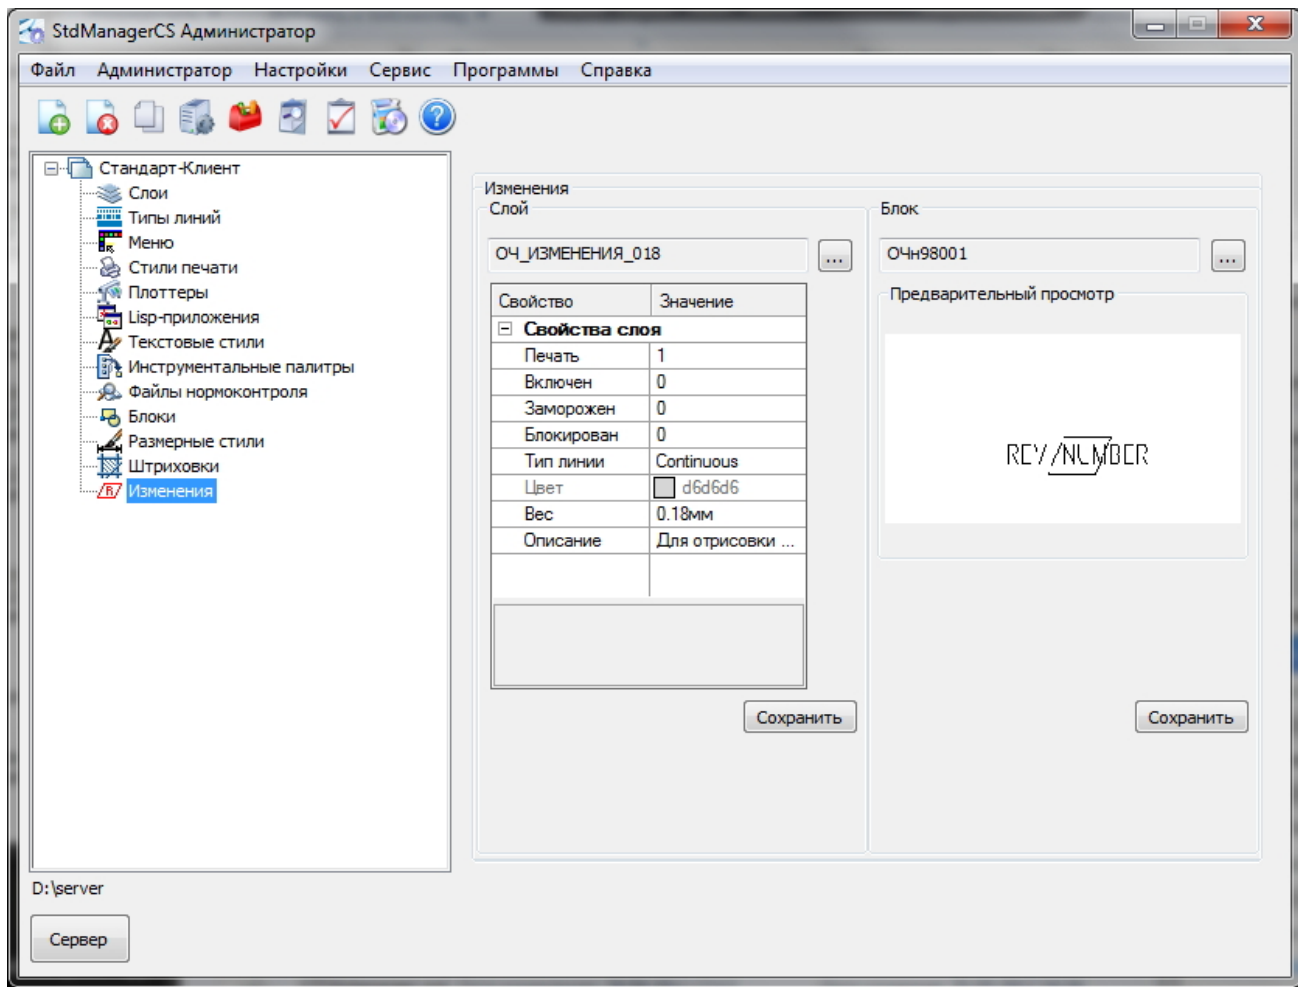 StdManagerCS Администратор
Файл Администратор Настройки Сервис Программы Справка
Стандарт-Клиент
Слои
Типы линий
Меню
Стили печати
Плоттеры
Lisp-приложения
Текстовые стили
Инструментальные палитры
Файлы нормоконтроля
Блоки
Размерные стили
Штриховки
Изменения
D:\server
Сервер
Изменения
Слой
ОЧ_ИЗМЕНЕНИЯ_018 ...
Свойство Значение
Свойства слоя
Печать 1
Включен 0
Заморожен 0
Блокирован 0
Тип линии Continuous
Цвет d6d6d6
Вес 0.18мм
Описание Для отрисовки ...
Сохранить
Блок
ОЧн98001 ...
Предварительный просмотр
REV/NUMBER
Сохранить